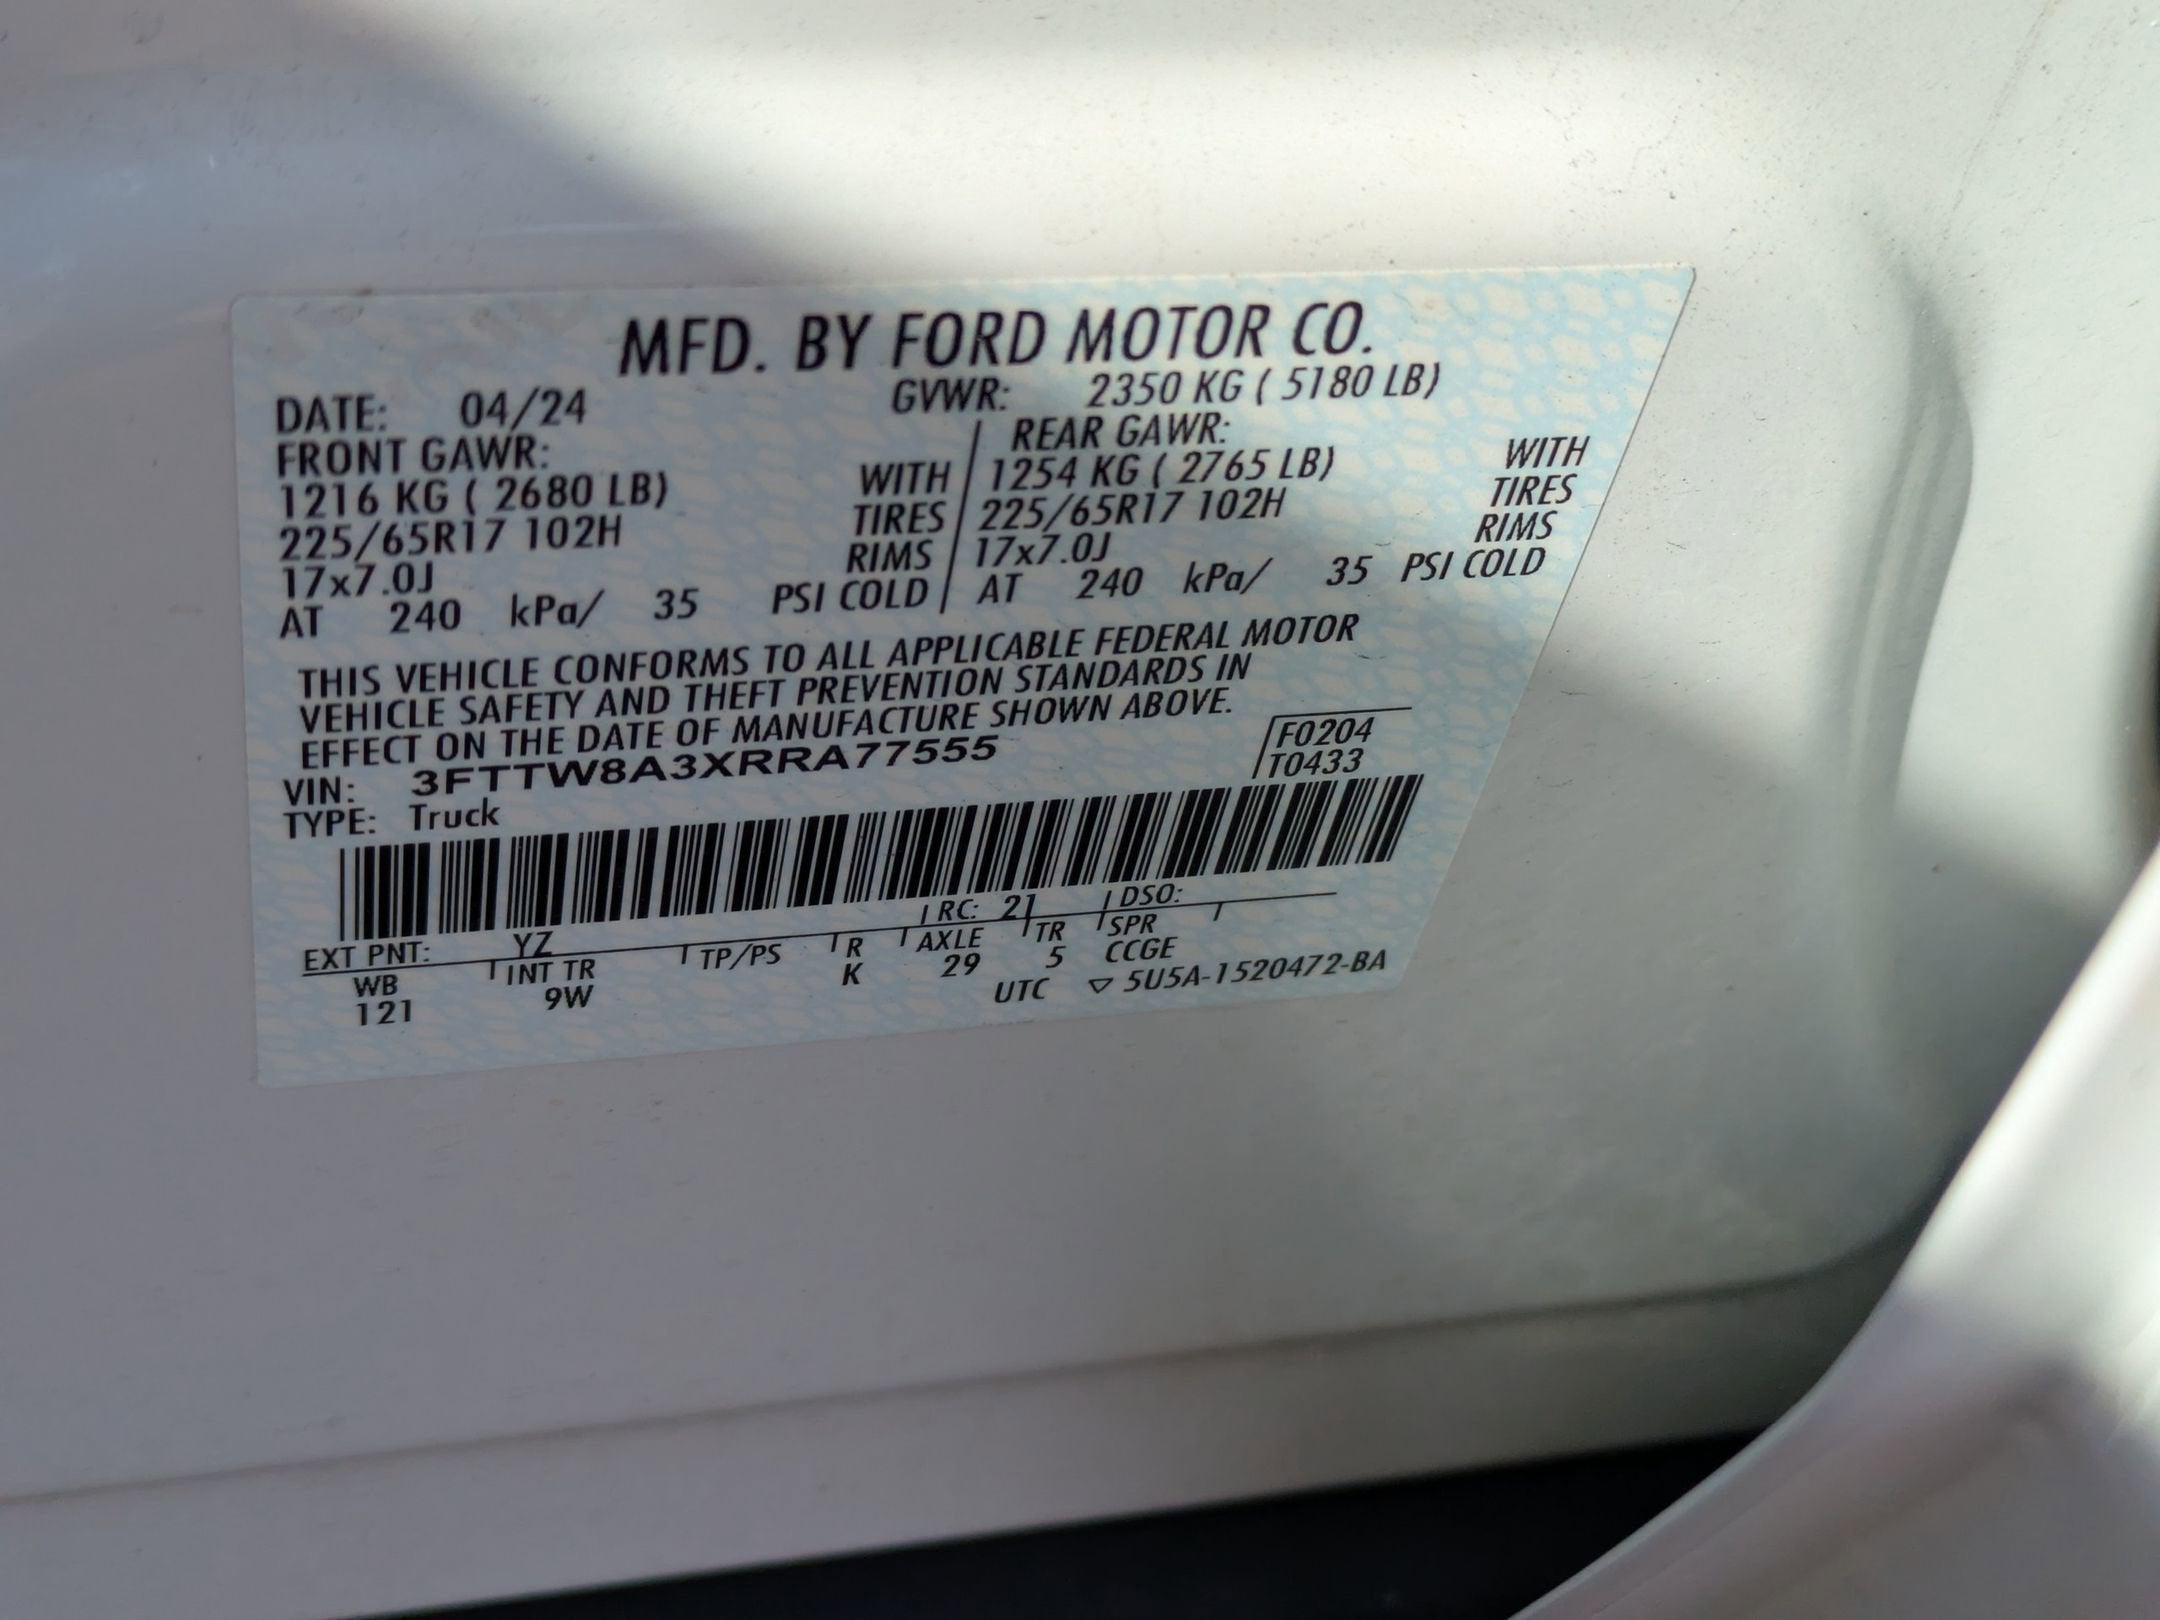 MFD. BY FORD MOTOR CO.
DATE: 04/24 GVWR: 2350 KG ( 5180 LB)
FRONT GAWR: REAR GAWR:
1216 KG ( 2680 LB) WITH 1254 KG ( 2765 LB) WITH
225/65R17 102H TIRES 225/65R17 102H TIRES
17x7.0J RIMS 17x7.0J RIMS
AT 240 kPa/ 35 PSI COLD AT 240 kPa/ 35 PSI COLD
THIS VEHICLE CONFORMS TO ALL APPLICABLE FEDERAL MOTOR
VEHICLE SAFETY AND THEFT PREVENTION STANDARDS IN
EFFECT ON THE DATE OF MANUFACTURE SHOWN ABOVE.
VIN: 3FTTW8A3XRRA77555 F0204
TYPE: Truck T0433
EXT PNT: YZ RC: 21 DSO:
WB INT TR TP/PS R AXLE TR SPR
121 9W K 29 5 CCGE
UTC ▽ 5U5A-1520472-BA